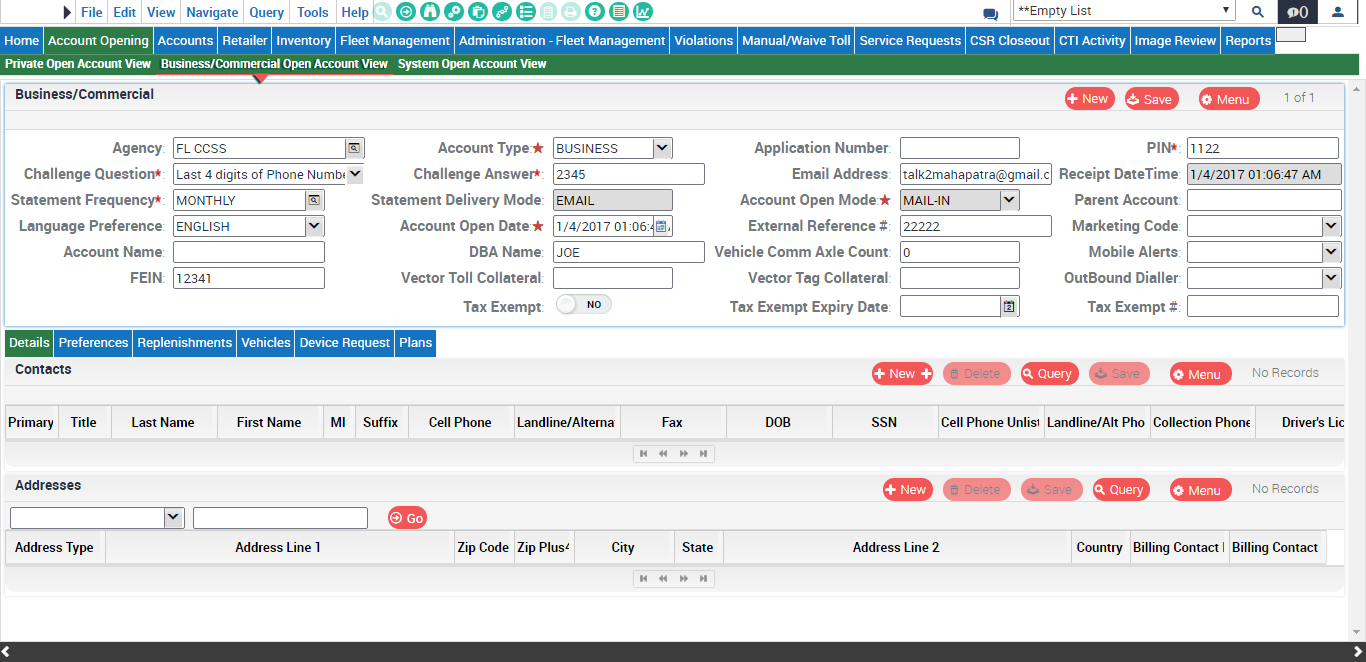 File Edit View Navigate Query Tools Help **Empty List 0
Home Account Opening Accounts Retailer Inventory Fleet Management Administration - Fleet Management Violations Manual/Waive Toll Service Requests CSR Closeout CTI Activity Image Review Reports
Private Open Account View Business/Commercial Open Account View System Open Account View
Business/Commercial New Save Menu 1 of 1
Agency: FL CCSS Account Type★: BUSINESS Application Number: PIN*: 1122
Challenge Question*: Last 4 digits of Phone Numbe Challenge Answer*: 2345 Email Address: talk2mahapatra@gmail.c Receipt DateTime: 1/4/2017 01:06:47 AM
Statement Frequency*: MONTHLY Statement Delivery Mode: EMAIL Account Open Mode★: MAIL-IN Parent Account:
Language Preference: ENGLISH Account Open Date★: 1/4/2017 01:06:4 External Reference #: 22222 Marketing Code:
Account Name: DBA Name: JOE Vehicle Comm Axle Count: 0 Mobile Alerts:
FEIN: 12341 Vector Toll Collateral: Vector Tag Collateral: OutBound Dialler:
Tax Exempt: NO Tax Exempt Expiry Date: Tax Exempt #:
Details Preferences Replenishments Vehicles Device Request Plans
Contacts New Delete Query Save Menu No Records
Primary Title Last Name First Name MI Suffix Cell Phone Landline/Alterna Fax DOB SSN Cell Phone Unlist Landline/Alt Pho Collection Phone Driver's Lic
Addresses New Delete Save Query Menu No Records
Go
Address Type Address Line 1 Zip Code Zip Plus4 City State Address Line 2 Country Billing Contact Billing Contact